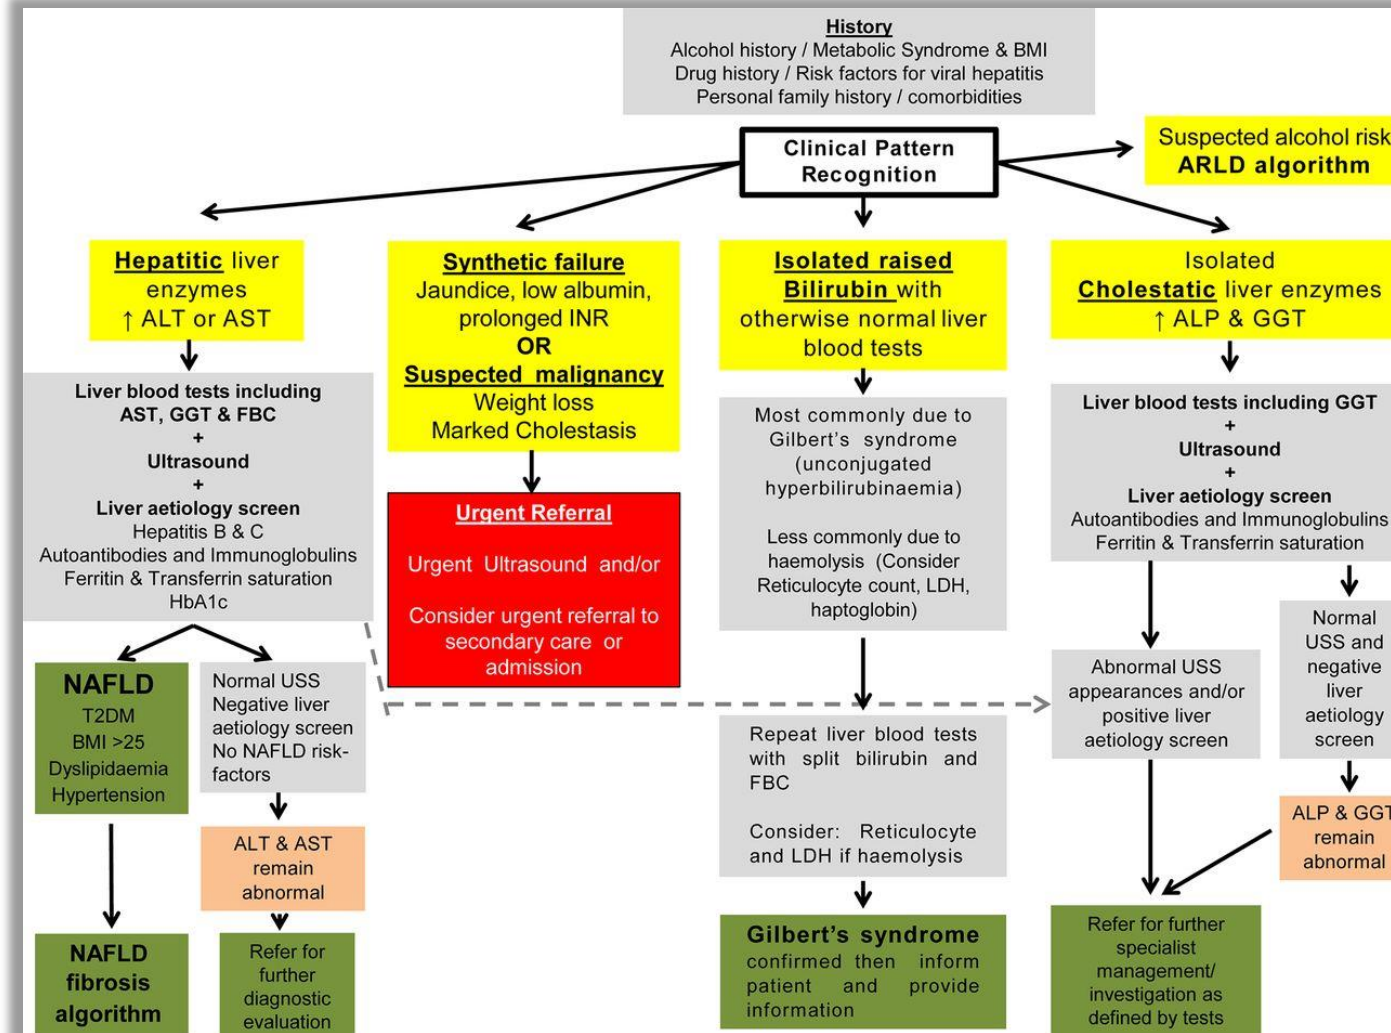 History
Alcohol history / Metabolic Syndrome & BMI
Drug history / Risk factors for viral hepatitis
Personal family history / comorbidities
Clinical Pattern
Recognition
Suspected alcohol risk
ARLD algorithm
Hepatitic liver
enzymes
↑ ALT or AST
Liver blood tests including
AST, GGT & FBC
+
Ultrasound
+
Liver aetiology screen
Hepatitis B & C
Autoantibodies and Immunoglobulins
Ferritin & Transferrin saturation
HbA1c
NAFLD
T2DM
BMI >25
Dyslipidaemia
Hypertension
NAFLD
fibrosis
algorithm
Normal USS
Negative liver
aetiology screen
No NAFLD risk-
factors
ALT & AST
remain
abnormal
Refer for
further
diagnostic
evaluation
Synthetic failure
Jaundice, low albumin,
prolonged INR
OR
Suspected malignancy
Weight loss
Marked Cholestasis
Urgent Referral
Urgent Ultrasound and/or
Consider urgent referral to
secondary care or
admission
Isolated raised
Bilirubin with
otherwise normal liver
blood tests
Most commonly due to
Gilbert's syndrome
(unconjugated
hyperbilirubinaemia)
Less commonly due to
haemolysis (Consider
Reticulocyte count, LDH,
haptoglobin)
Repeat liver blood tests
with split bilirubin and
FBC
Consider: Reticulocyte
and LDH if haemolysis
Gilbert's syndrome
confirmed then inform
patient and provide
information
Isolated
Cholestatic liver enzymes
↑ ALP & GGT
Liver blood tests including GGT
+
Ultrasound
+
Liver aetiology screen
Autoantibodies and Immunoglobulins
Ferritin & Transferrin saturation
Abnormal USS
appearances and/or
positive liver
aetiology screen
Normal
USS and
negative
liver
aetiology
screen
ALP & GGT
remain
abnormal
Refer for further
specialist
management/
investigation as
defined by tests